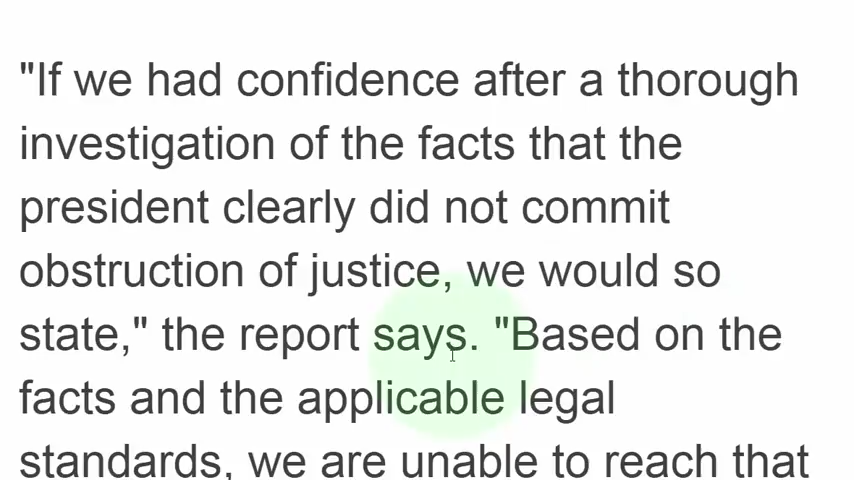 "If we had confidence after a thorough
investigation of the facts that the
president clearly did not commit
obstruction of justice, we would so
state," the report says. "Based on the
facts and the applicable legal
standards, we are unable to reach that